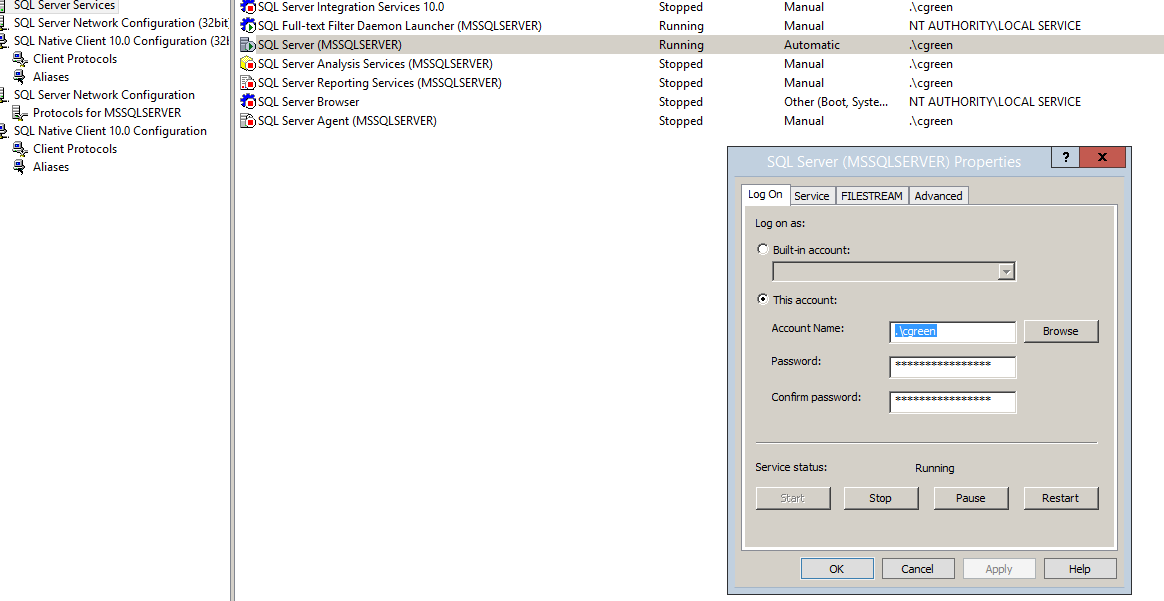 SQL Server Services
SQL Server Network Configuration (32bit
SQL Native Client 10.0 Configuration (32b
Client Protocols
Aliases
SQL Server Network Configuration
Protocols for MSSQLSERVER
SQL Native Client 10.0 Configuration
Client Protocols
Aliases
SQL Server Integration Services 10.0 Stopped Manual .\cgreen
SQL Full-text Filter Daemon Launcher (MSSQLSERVER) Running Manual NT AUTHORITY\LOCAL SERVICE
SQL Server (MSSQLSERVER) Running Automatic .\cgreen
SQL Server Analysis Services (MSSQLSERVER) Stopped Manual .\cgreen
SQL Server Reporting Services (MSSQLSERVER) Stopped Manual .\cgreen
SQL Server Browser Stopped Other (Boot, Syste... NT AUTHORITY\LOCAL SERVICE
SQL Server Agent (MSSQLSERVER) Stopped Manual .\cgreen
SQL Server (MSSQLSERVER) Properties ? X
Log On Service FILESTREAM Advanced
Log on as:
Built-in account:
This account:
Account Name: .\cgreen Browse
Password: ****************
Confirm password: ****************
Service status: Running
Start Stop Pause Restart
OK Cancel Apply Help